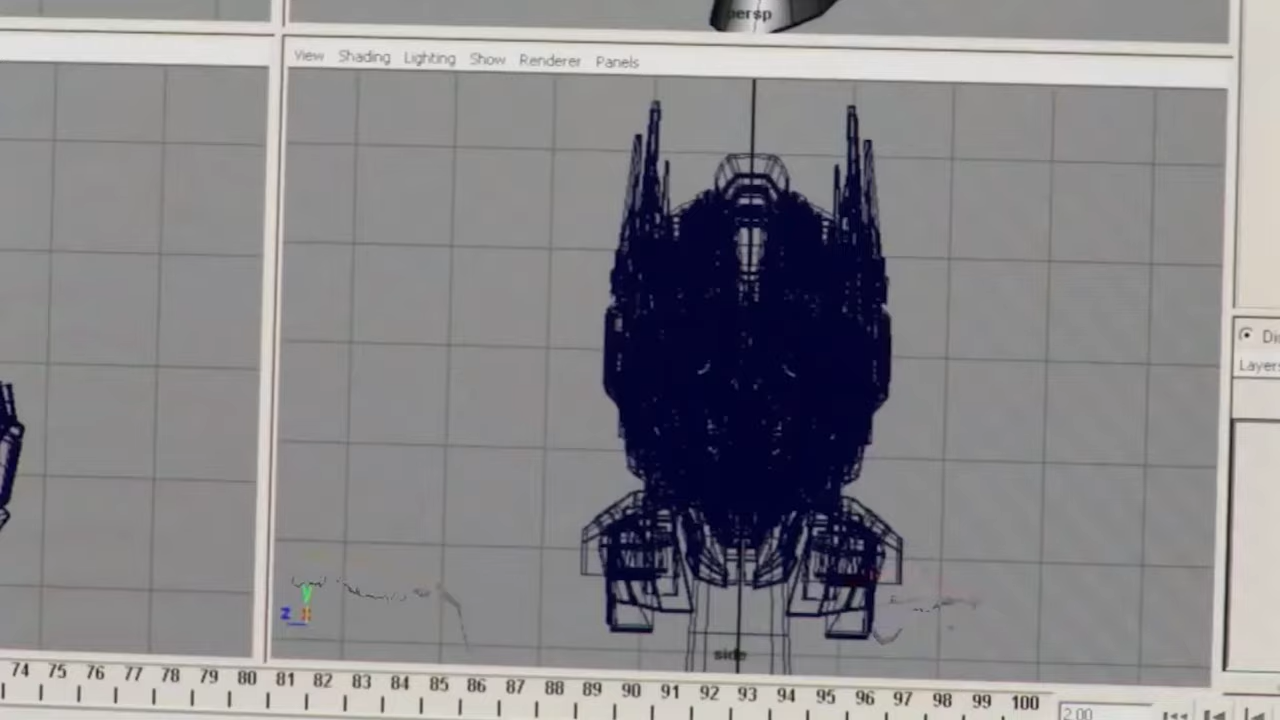 persp
View Shading Lighting Show Renderer Panels
Layers
Z Y
side
74 75 76 77 78 79 80 81 82 83 84 85 86 87 88 89 90 91 92 93 94 95 96 97 98 99 100
2.00